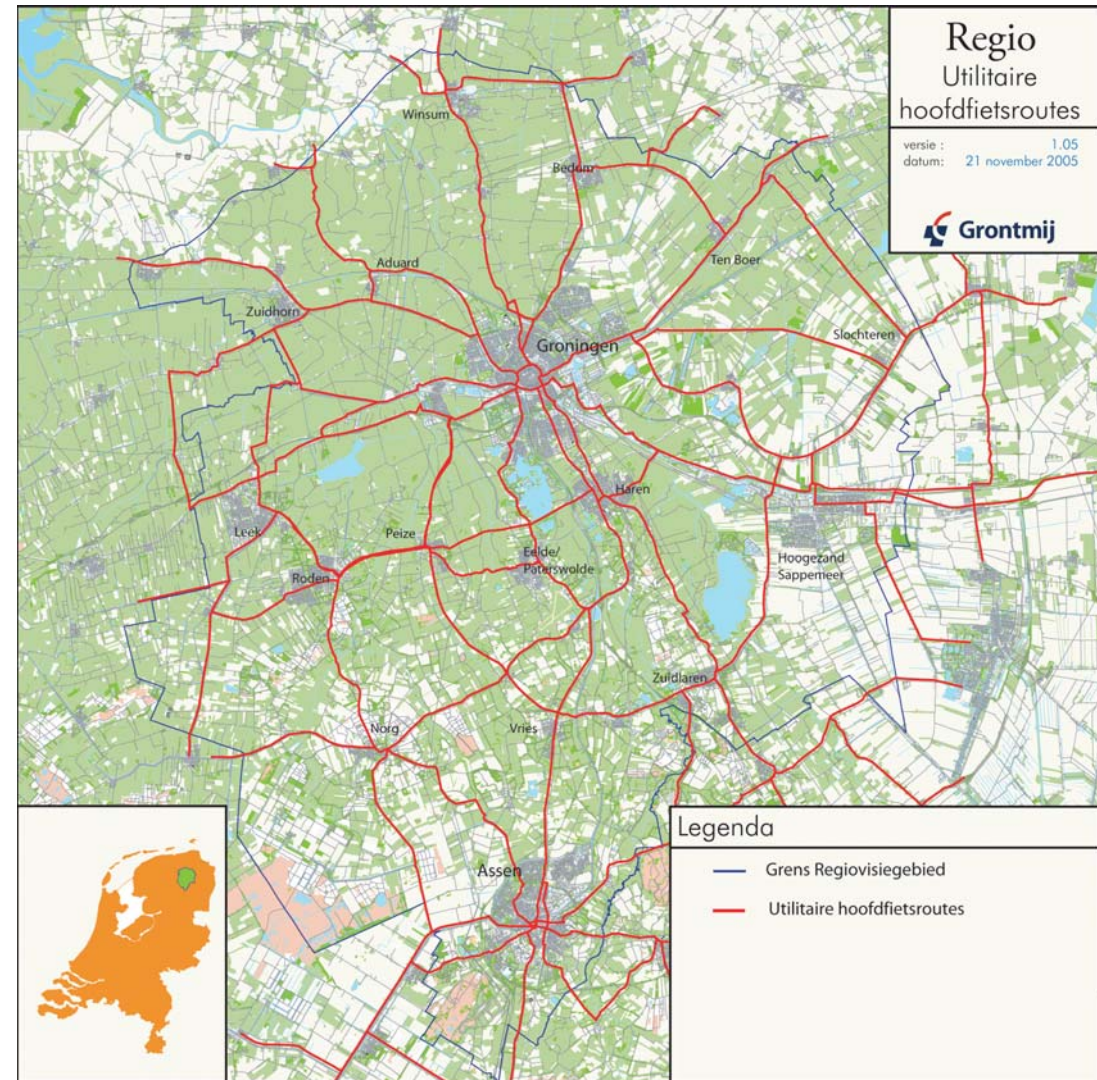 Regio
Utilitaire
hoofdfietsroutes
versie : 1.05
datum: 21 november 2005
Grontmij
Winsum
Bedum
Ten Boer
Aduard
Zuidhorn
Groningen
Slochteren
Haren
Leek
Peize
Eelde/
Paterswolde
Hoogezand
Sappemeer
Roden
Zuidlaren
Norg
Vries
Assen
Legenda
Grens Regiovisiegebied
Utilitaire hoofdfietsroutes